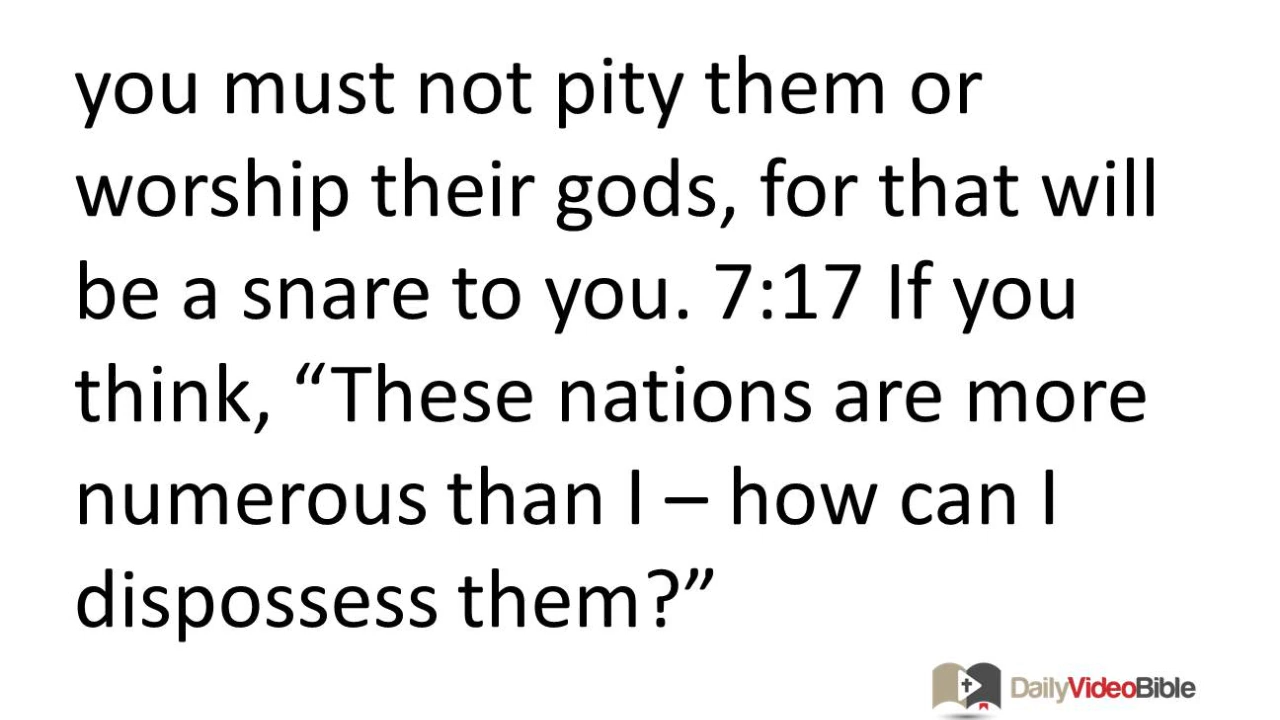 you must not pity them or
worship their gods, for that will
be a snare to you. 7:17 If you
think, “These nations are more
numerous than I – how can I
dispossess them?”
DailyVideoBible